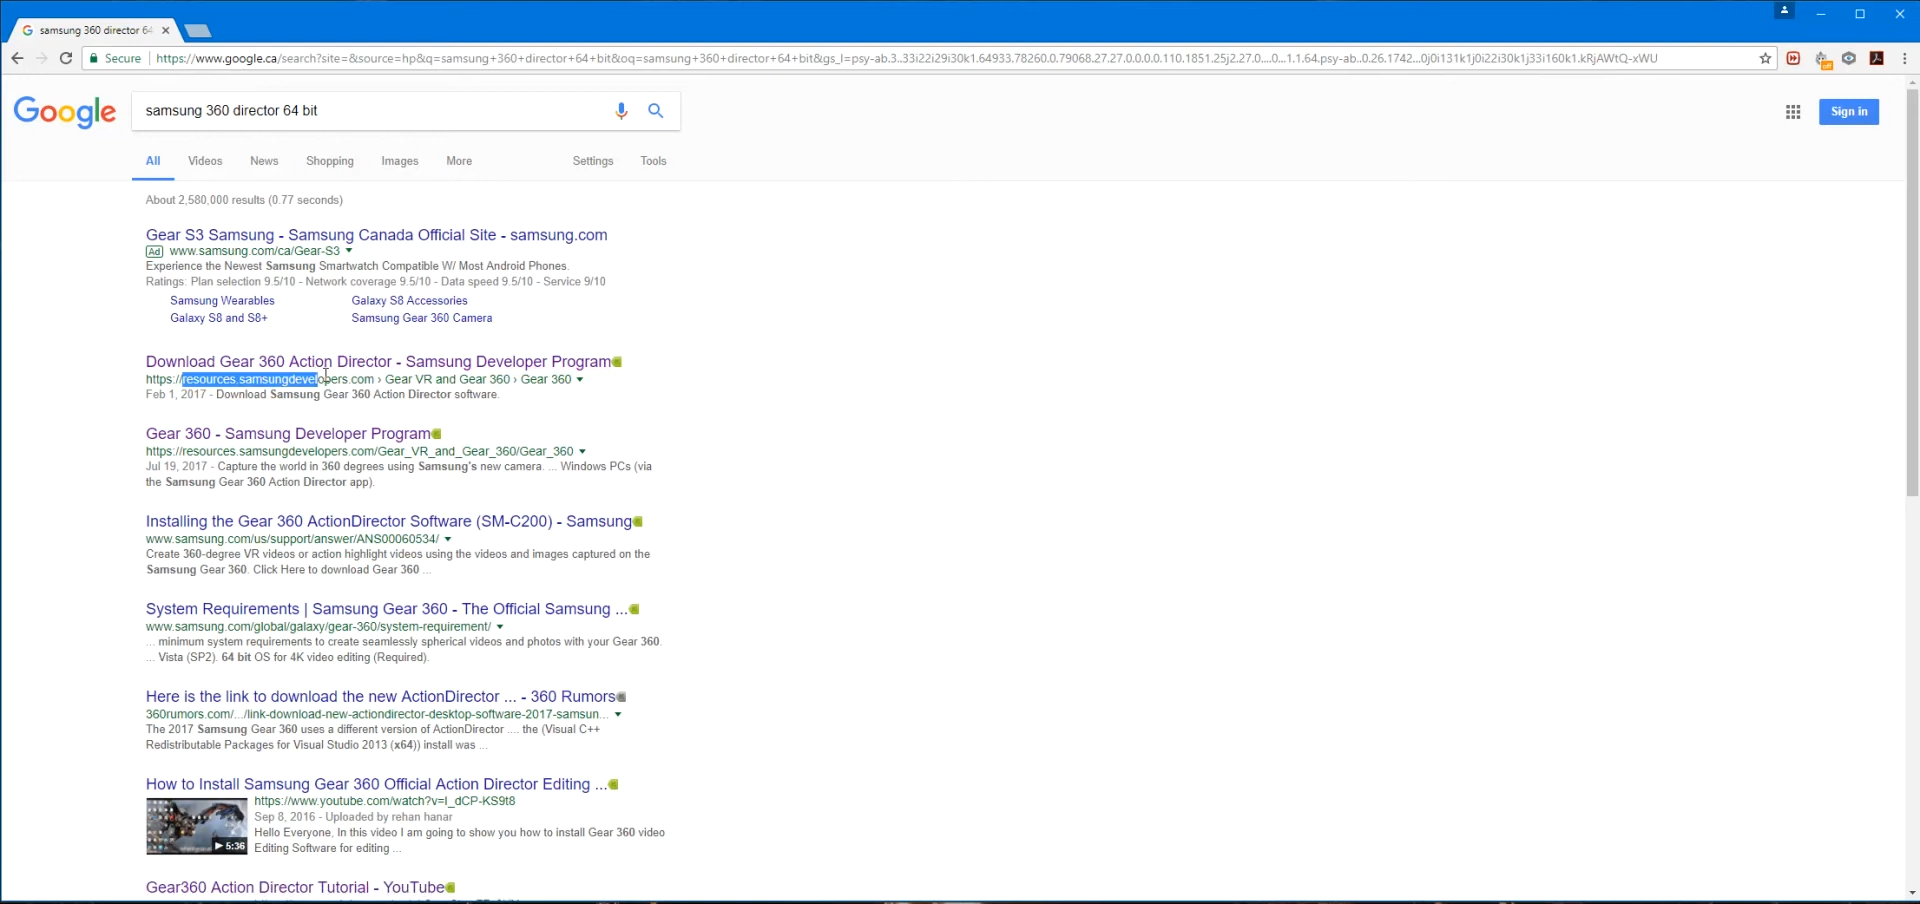 samsung 360 director 64
Secure https://www.google.ca/search?site=&source=hp&q=samsung+360+director+64+bit&oq=samsung+360+director+64+bit&gs_l=psy-ab.3..33i22i29i30k1.64933.78260.0.79068.27.27.0.0.0.0.110.1851.25j2.27.0....0...1.1.64.psy-ab..0.26.1742...0j0i131k1j0i22i30k1j33i160k1.kRjAWtQ-xWU
Google samsung 360 director 64 bit Sign in
All Videos News Shopping Images More Settings Tools
About 2,580,000 results (0.77 seconds)
Gear S3 Samsung - Samsung Canada Official Site - samsung.com
Ad www.samsung.com/ca/Gear-S3
Experience the Newest Samsung Smartwatch Compatible W/ Most Android Phones.
Ratings: Plan selection 9.5/10 - Network coverage 9.5/10 - Data speed 9.5/10 - Service 9/10
Samsung Wearables Galaxy S8 Accessories
Galaxy S8 and S8+ Samsung Gear 360 Camera
Download Gear 360 Action Director - Samsung Developer Program
https://resources.samsungdevelopers.com › Gear VR and Gear 360 › Gear 360
Feb 1, 2017 - Download Samsung Gear 360 Action Director software.
Gear 360 - Samsung Developer Program
https://resources.samsungdevelopers.com/Gear_VR_and_Gear_360/Gear_360
Jul 19, 2017 - Capture the world in 360 degrees using Samsung's new camera. ... Windows PCs (via
the Samsung Gear 360 Action Director app).
Installing the Gear 360 ActionDirector Software (SM-C200) - Samsung
www.samsung.com/us/support/answer/ANS00060534/
Create 360-degree VR videos or action highlight videos using the videos and images captured on the
Samsung Gear 360. Click Here to download Gear 360 ...
System Requirements | Samsung Gear 360 - The Official Samsung ...
www.samsung.com/global/galaxy/gear-360/system-requirement/
... minimum system requirements to create seamlessly spherical videos and photos with your Gear 360.
... Vista (SP2). 64 bit OS for 4K video editing (Required).
Here is the link to download the new ActionDirector ... - 360 Rumors
360rumors.com/.../link-download-new-actiondirector-desktop-software-2017-samsun...
The 2017 Samsung Gear 360 uses a different version of ActionDirector .... the (Visual C++
Redistributable Packages for Visual Studio 2013 (x64)) install was ...
How to Install Samsung Gear 360 Official Action Director Editing ...
https://www.youtube.com/watch?v=I_dCP-KS9t8
Sep 8, 2016 - Uploaded by rehan hanar
Hello Everyone, In this video I am going to show you how to install Gear 360 video
5:36 Editing Software for editing ...
Gear360 Action Director Tutorial - YouTube